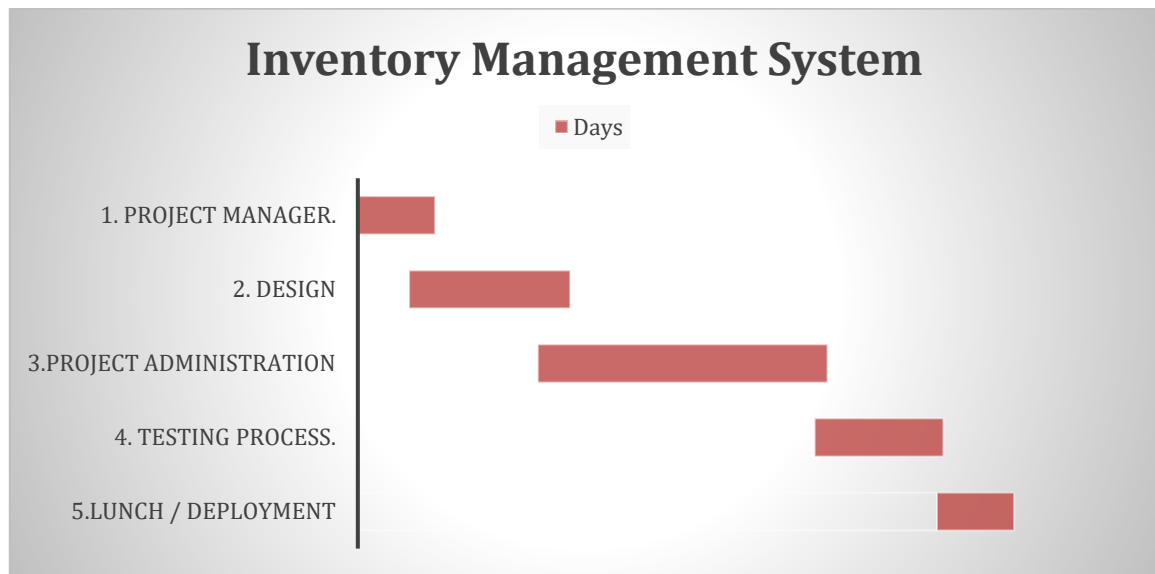 Inventory Management System
Days
1. PROJECT MANAGER.
2. DESIGN
3.PROJECT ADMINISTRATION
4. TESTING PROCESS.
5.LUNCH / DEPLOYMENT